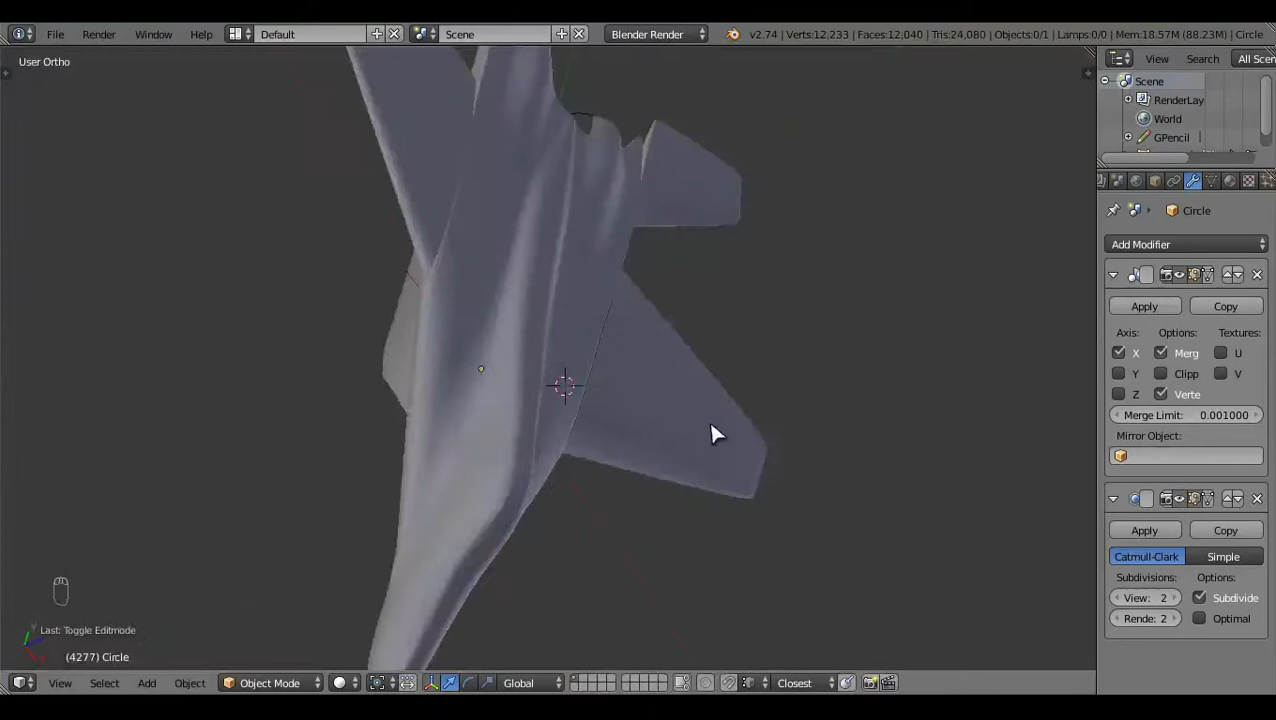 File Render Window Help Default Scene Blender Render v2.74 | Verts:12.233 | Faces:12.040 | Tris:24,080 | Objects:0/1 | Lamps:0/0 | Mem:18.57M (88.23M) | Circle
User Ortho
View Search All Scen
Scene
RenderLay
World
GPencil
Circle
Add Modifier
Apply Copy
Axis: Options: Textures:
X Merg U
Y Clipp V
Z Verte
Merge Limit: 0.001000
Mirror Object:
Apply Copy
Catmull-Clark Simple
Subdivisions: Options:
View: 2 Subdivide
Rende: 2 Optimal
Last: Toggle Editmode
(4277) Circle
View Select Add Object Object Mode Global Closest